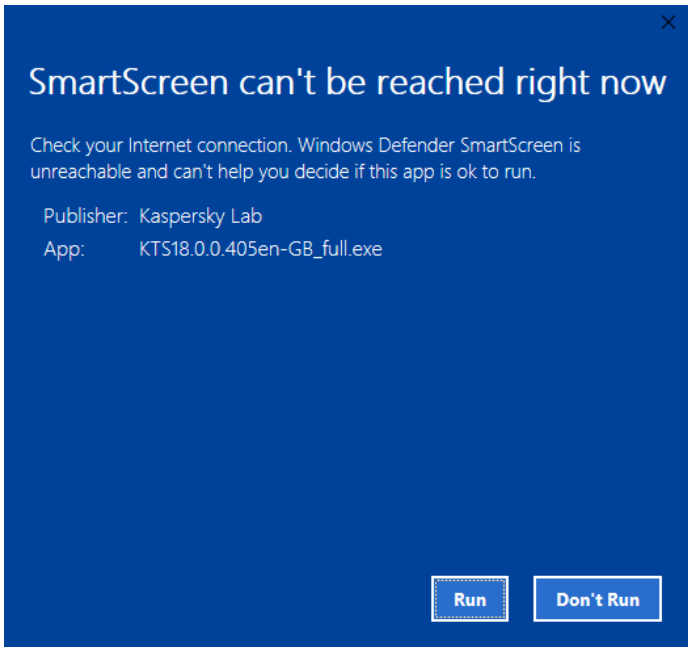 SmartScreen can't be reached right now
Check your Internet connection. Windows Defender SmartScreen is
unreachable and can't help you decide if this app is ok to run.
Publisher: Kaspersky Lab
App: KTS18.0.0.405en-GB_full.exe
Run Don't Run